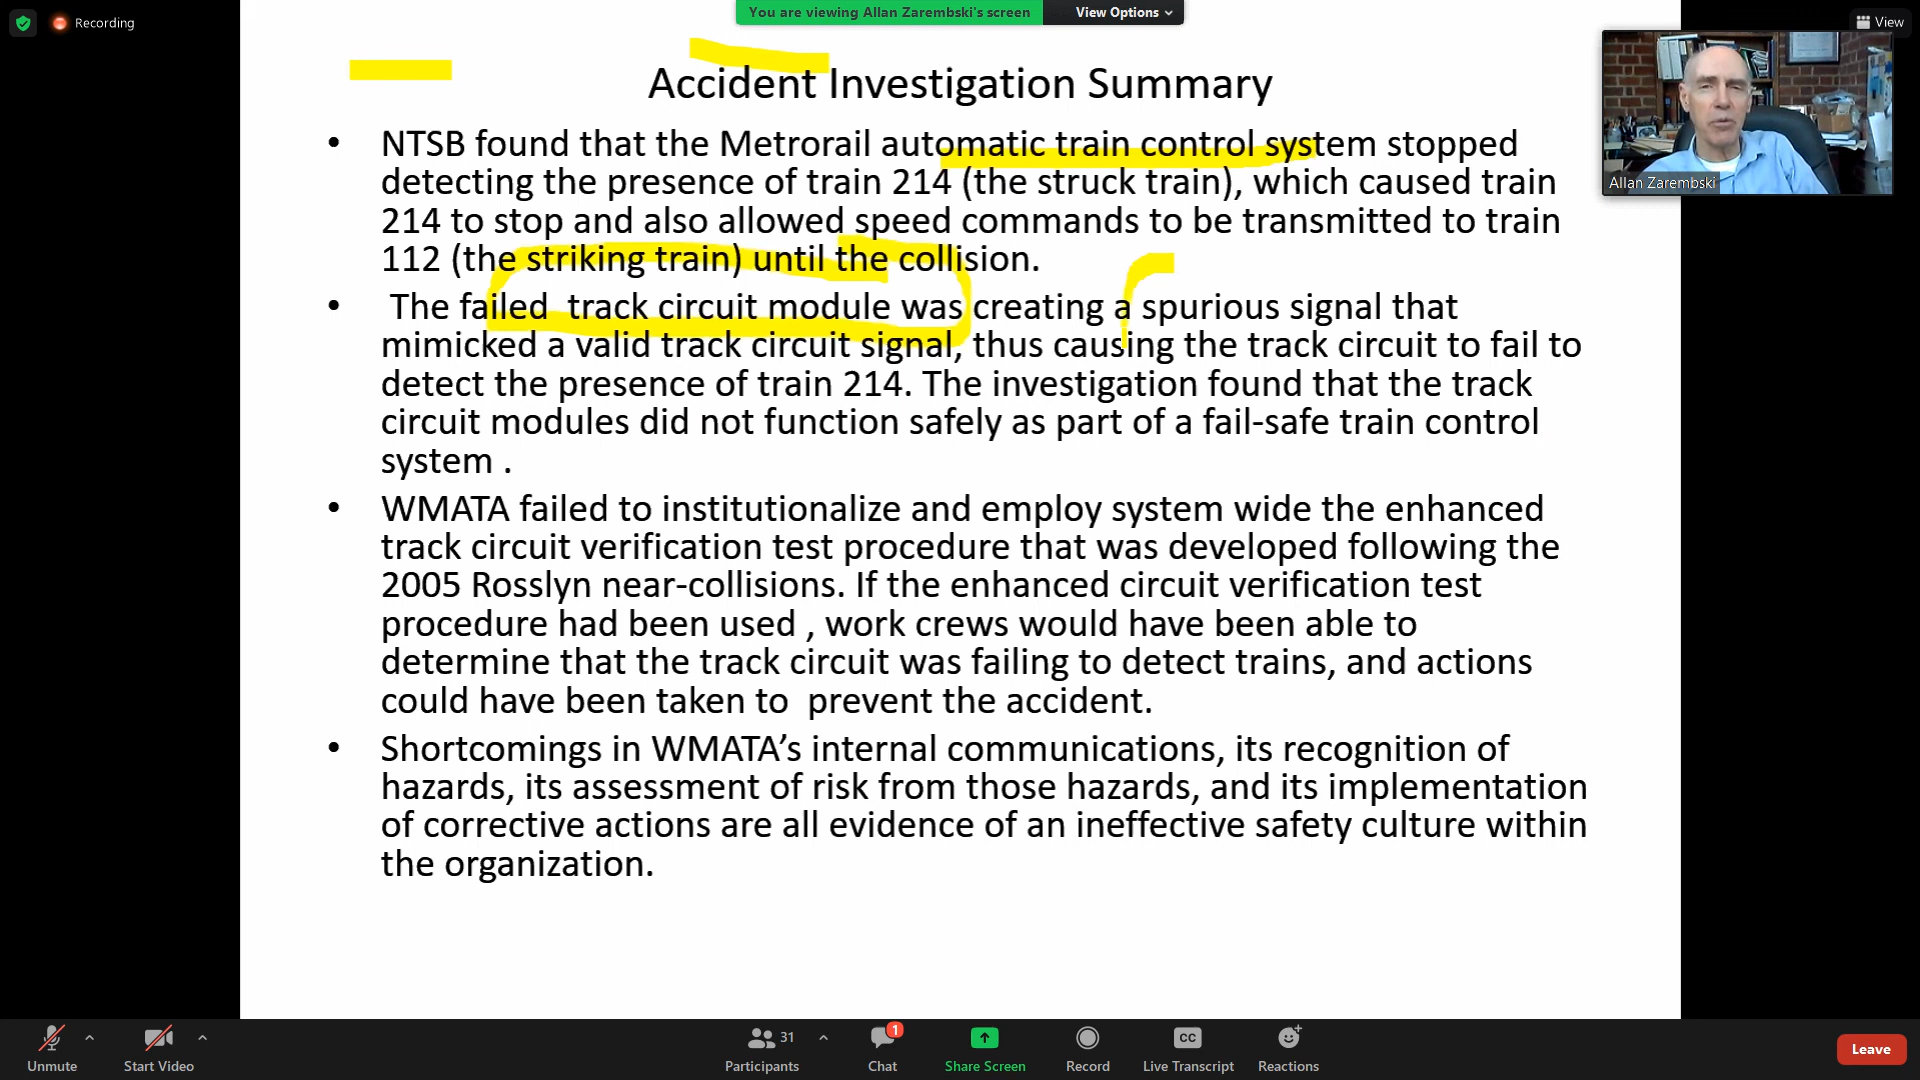 Recording
You are viewing Allan Zarembski's screen
View Options
View
Allan Zarembski
Accident Investigation Summary
• NTSB found that the Metrorail automatic train control system stopped
detecting the presence of train 214 (the struck train), which caused train
214 to stop and also allowed speed commands to be transmitted to train
112 (the striking train) until the collision.
• The failed  track circuit module was creating a spurious signal that
mimicked a valid track circuit signal, thus causing the track circuit to fail to
detect the presence of train 214. The investigation found that the track
circuit modules did not function safely as part of a fail-safe train control
system .
• WMATA failed to institutionalize and employ system wide the enhanced
track circuit verification test procedure that was developed following the
2005 Rosslyn near-collisions. If the enhanced circuit verification test
procedure had been used , work crews would have been able to
determine that the track circuit was failing to detect trains, and actions
could have been taken to  prevent the accident.
• Shortcomings in WMATA’s internal communications, its recognition of
hazards, its assessment of risk from those hazards, and its implementation
of corrective actions are all evidence of an ineffective safety culture within
the organization.
31
1
CC
Unmute
Start Video
Participants
Chat
Share Screen
Record
Live Transcript
Reactions
Leave